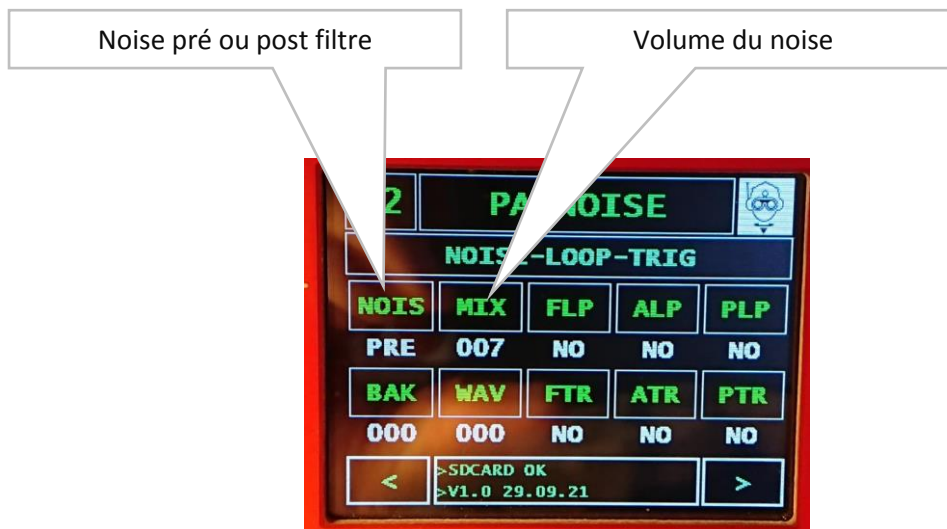 Noise pré ou post filtre
Volume du noise
2 PA NOISE
NOISE-LOOP-TRIG
NOIS MIX FLP ALP PLP
PRE 007 NO NO NO
BAK WAV FTR ATR PTR
000 000 NO NO NO
< >SDCARD OK
>V1.0 29.09.21 >